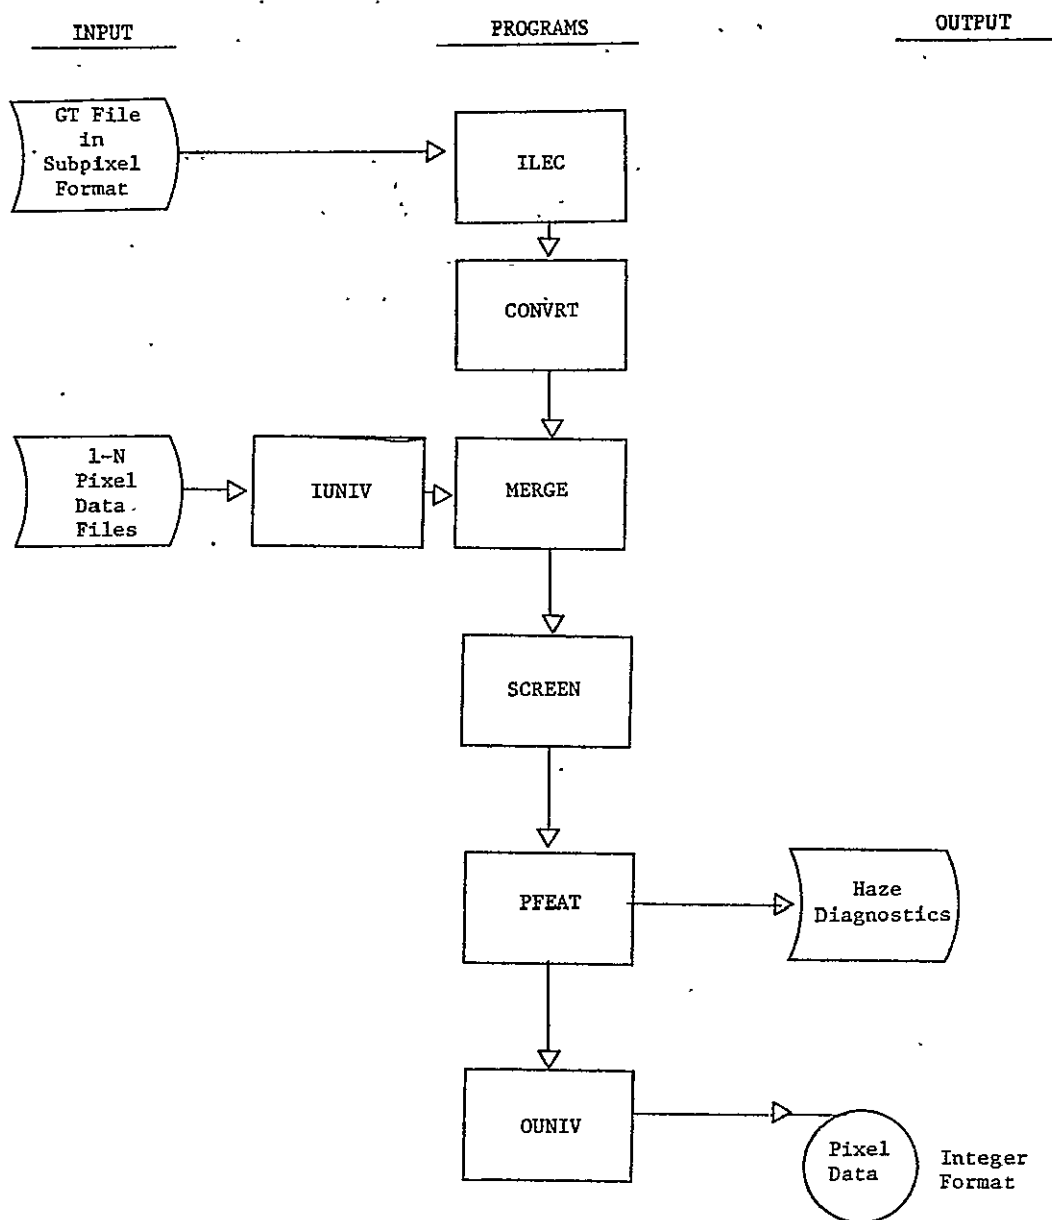 INPUT
PROGRAMS
OUTPUT
GT File
in
Subpixel
Format
ILEC
CONVRT
1-N
Pixel
Data
Files
IUNIV
MERGE
SCREEN
PFEAT
Haze
Diagnostics
OUNIV
Pixel
Data
Integer
Format